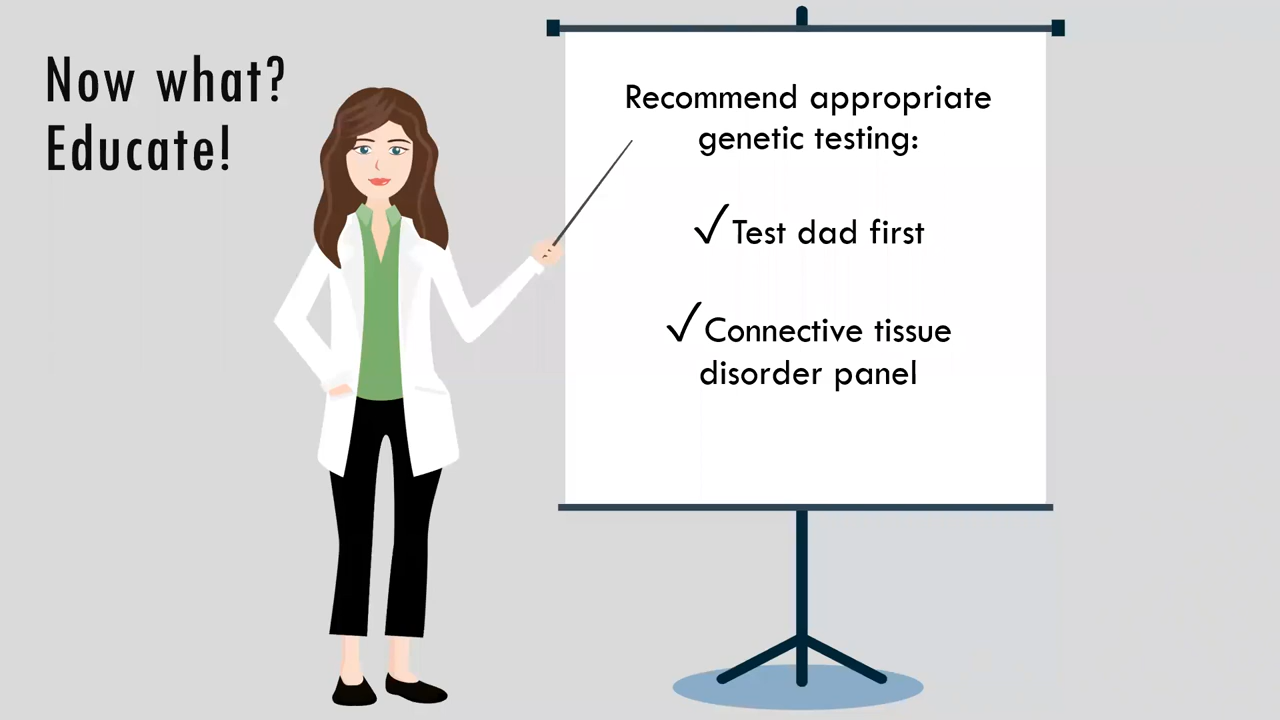 Now what?
Educate!
Recommend appropriate
genetic testing:
✓Test dad first
✓Connective tissue
disorder panel